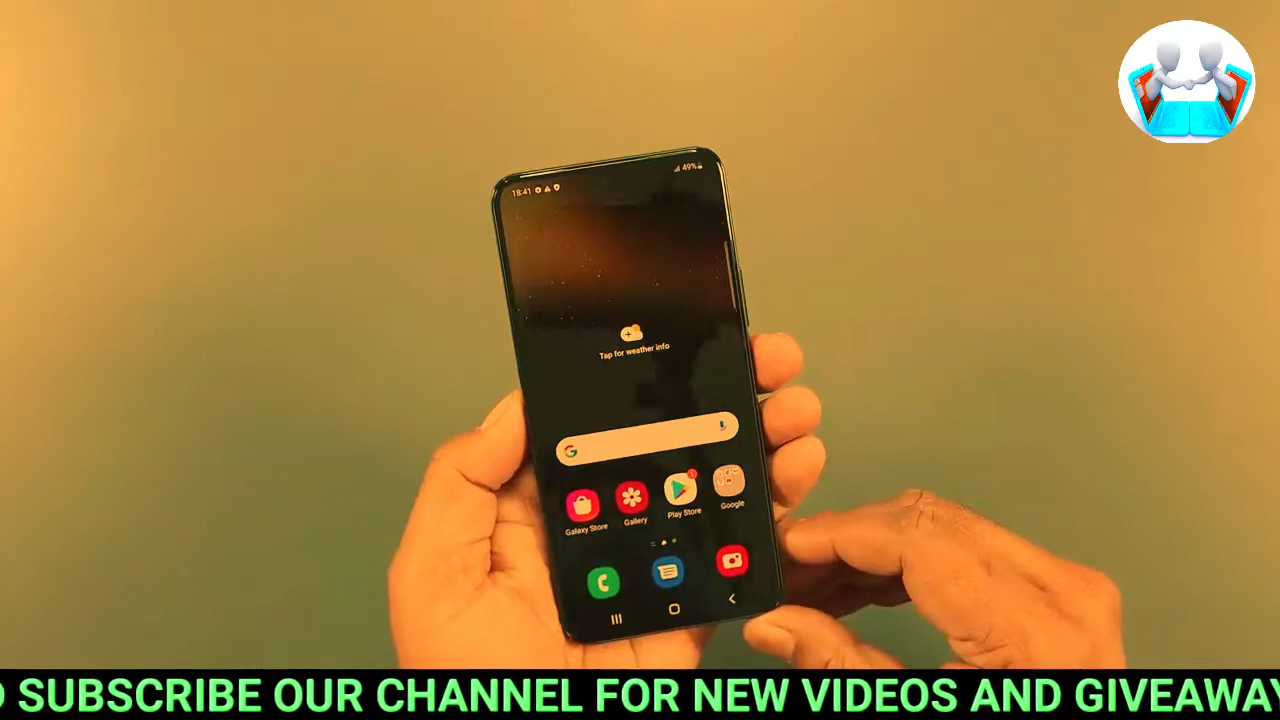 18:41
49%
Tap for weather info
G
1
Galaxy Store
Gallery
Play Store
Google
D SUBSCRIBE OUR CHANNEL FOR NEW VIDEOS AND GIVEAWAY